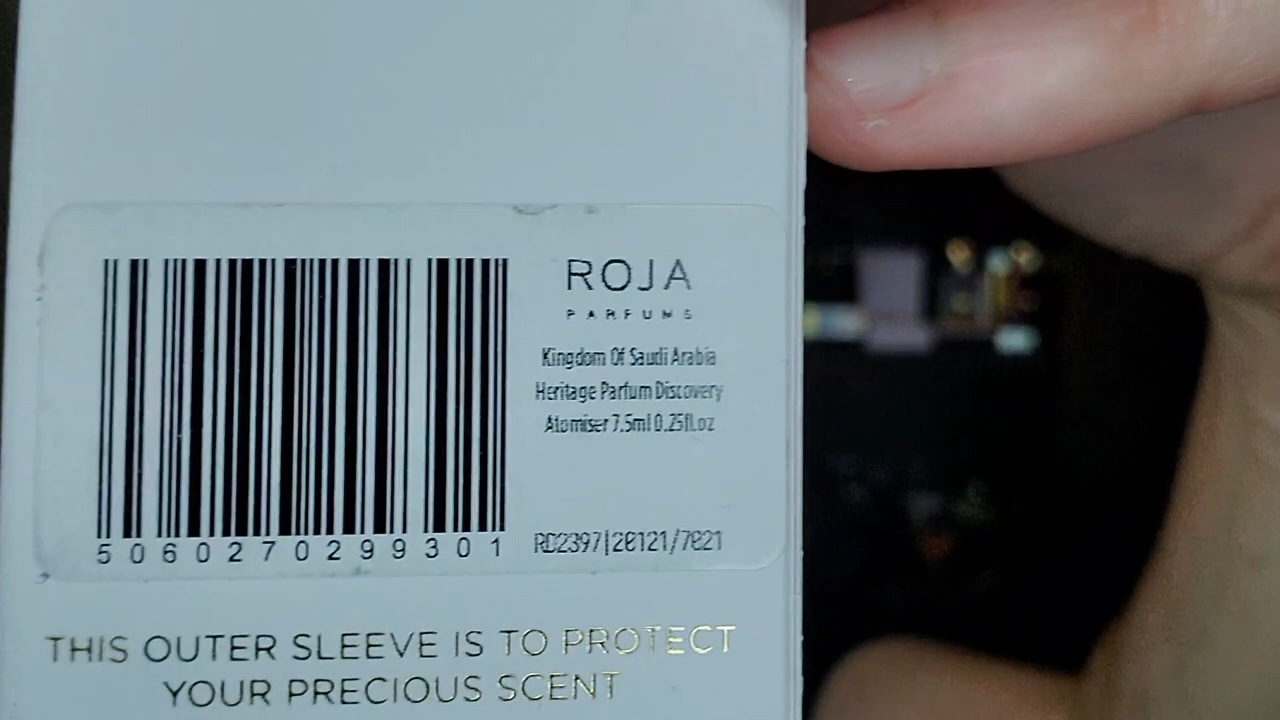 ROJA
PARFUMS
Kingdom Of Saudi Arabia
Heritage Parfum Discovery
Atomiser 7.5ml 0.25fl.oz
5060270299301
RD2397|20121/7021
THIS OUTER SLEEVE IS TO PROTECT
YOUR PRECIOUS SCENT